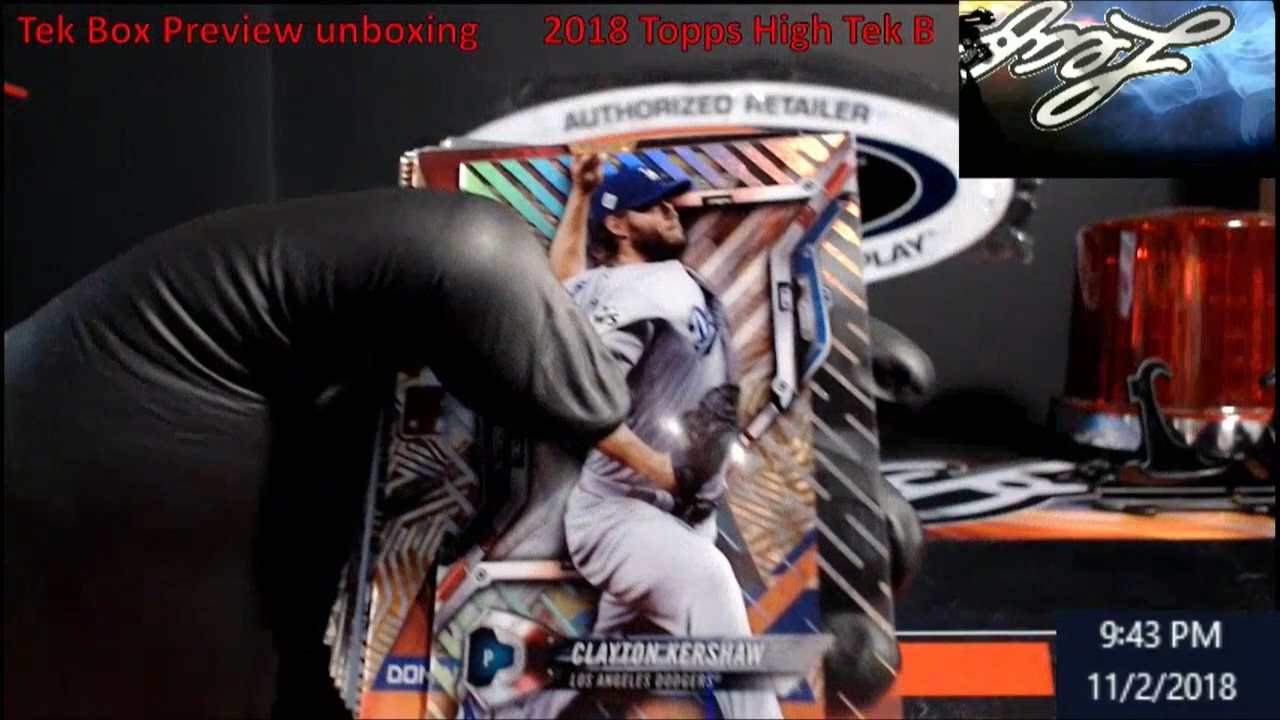 Tek Box Preview unboxing 2018 Topps High Tek B
AUTHORIZED RETAILER
PLAY
P
CLAYTON KERSHAW
LOS ANGELES DODGERS
DON
9:43 PM
11/2/2018